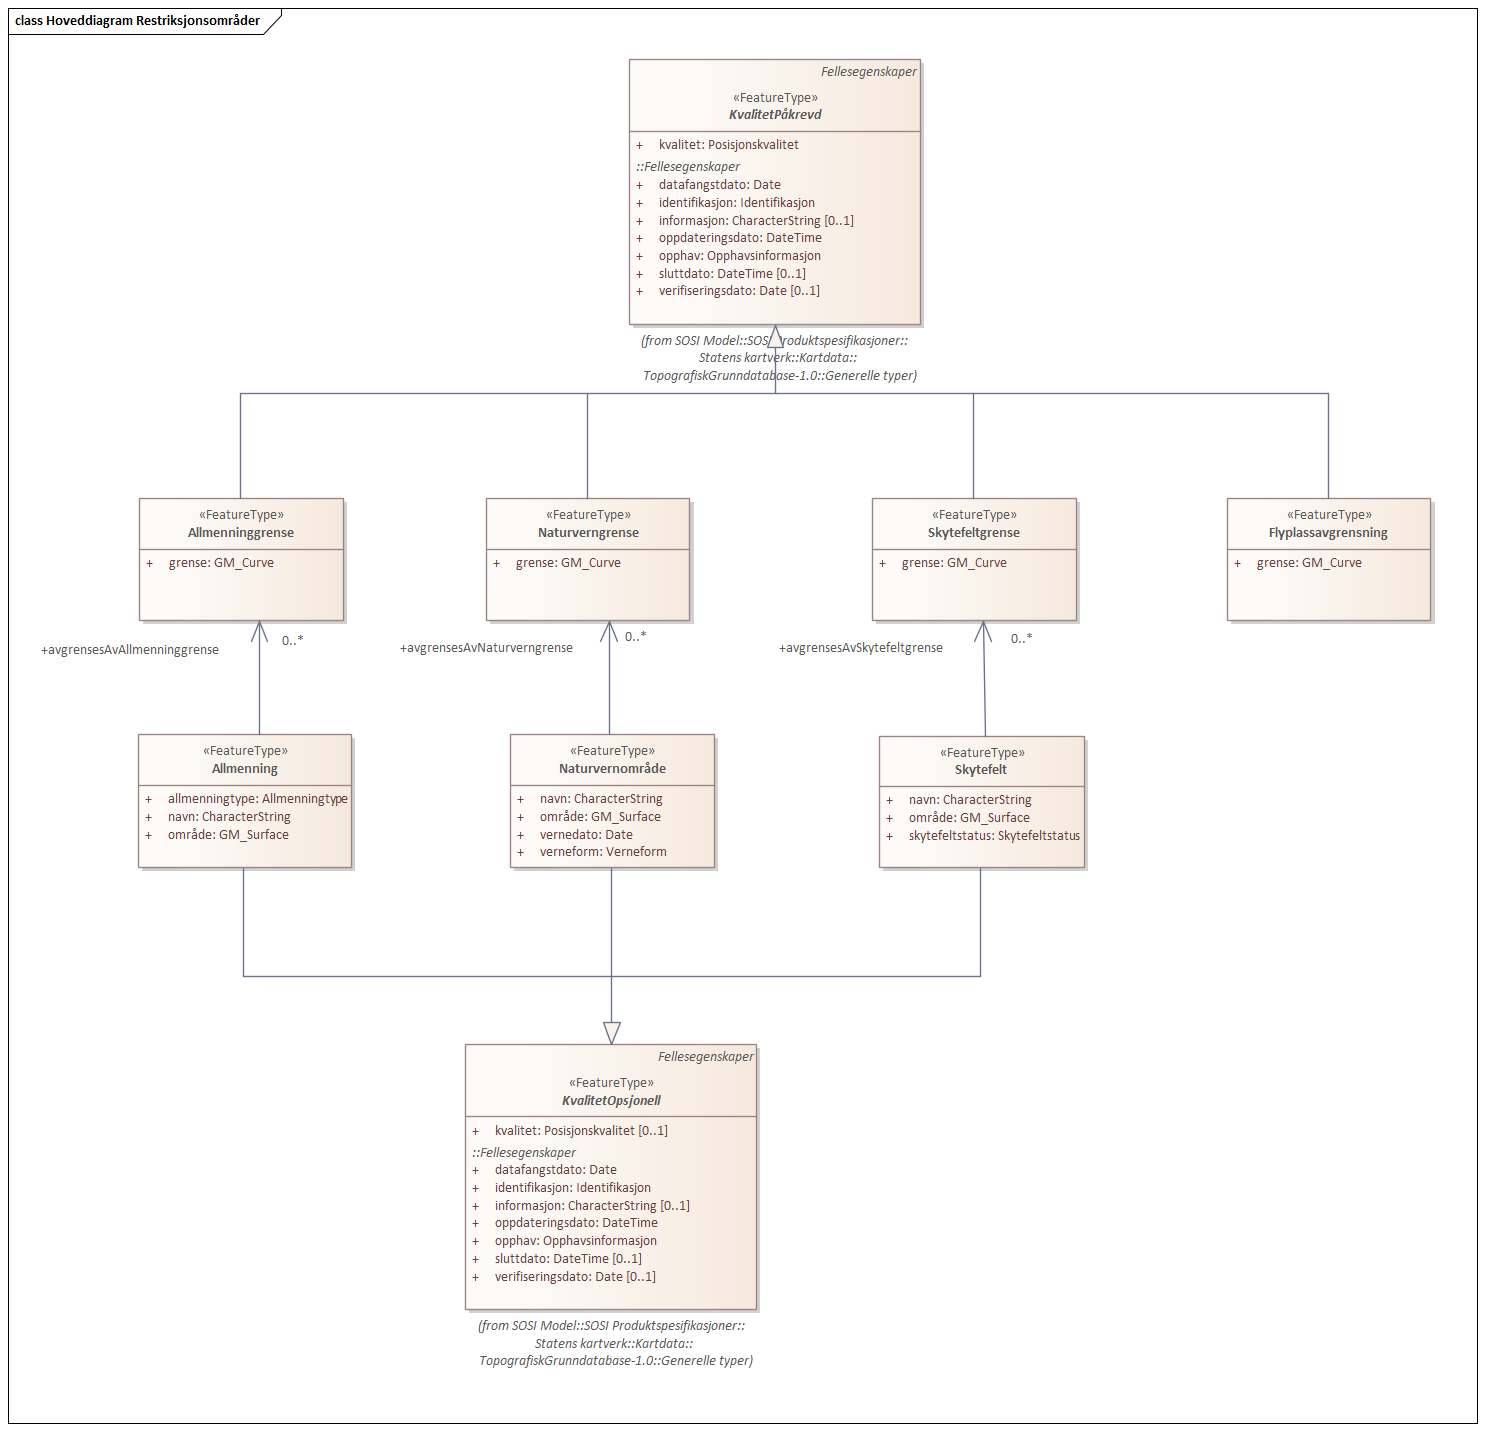 class Hoveddiagram Restriksjonsområder
Fellesegenskaper
«FeatureType»
KvalitetPåkrevd
+ kvalitet: Posisjonskvalitet
::Fellesegenskaper
+ datafangstdato: Date
+ identifikasjon: Identifikasjon
+ informasjon: CharacterString [0..1]
+ oppdateringsdato: DateTime
+ opphav: Opphavsinformasjon
+ sluttdato: DateTime [0..1]
+ verifiseringsdato: Date [0..1]
(from SOSI Model::SOSI Produktspesifikasjoner::
Statens kartverk::Kartdata::
TopografiskGrunndatabase-1.0::Generelle typer)
«FeatureType»
Allmenninggrense
+ grense: GM_Curve
«FeatureType»
Naturverngrense
+ grense: GM_Curve
«FeatureType»
Skytefeltgrense
+ grense: GM_Curve
«FeatureType»
Flyplassavgrensning
+ grense: GM_Curve
+avgrensesAvAllmenninggrense
0..*
+avgrensesAvNaturverngrense
0..*
+avgrensesAvSkytefeltgrense
0..*
«FeatureType»
Allmenning
+ allmenningtype: Allmenningtype
+ navn: CharacterString
+ område: GM_Surface
«FeatureType»
Naturvernområde
+ navn: CharacterString
+ område: GM_Surface
+ vernedato: Date
+ verneform: Verneform
«FeatureType»
Skytefelt
+ navn: CharacterString
+ område: GM_Surface
+ skytefeltstatus: Skytefeltstatus
Fellesegenskaper
«FeatureType»
KvalitetOpsjonell
+ kvalitet: Posisjonskvalitet [0..1]
::Fellesegenskaper
+ datafangstdato: Date
+ identifikasjon: Identifikasjon
+ informasjon: CharacterString [0..1]
+ oppdateringsdato: DateTime
+ opphav: Opphavsinformasjon
+ sluttdato: DateTime [0..1]
+ verifiseringsdato: Date [0..1]
(from SOSI Model::SOSI Produktspesifikasjoner::
Statens kartverk::Kartdata::
TopografiskGrunndatabase-1.0::Generelle typer)